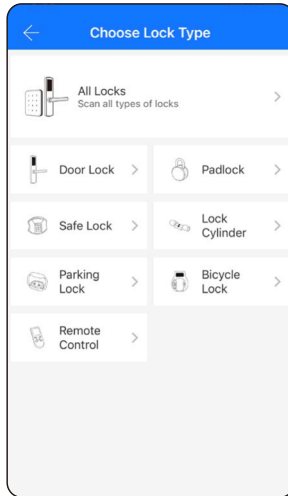 Choose Lock Type
All Locks
Scan all types of locks
Door Lock
Padlock
Safe Lock
Lock
Cylinder
Parking
Lock
Bicycle
Lock
Remote
Control